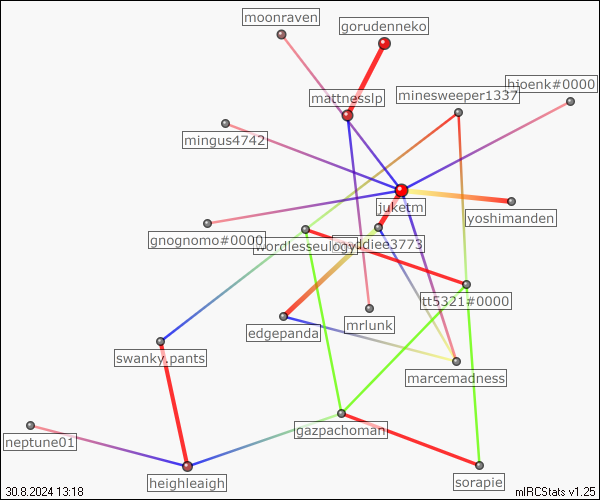 moonraven
gorudenneko
hjoenk#0000
mattnesslp
minesweeper1337
mingus4742
juketm
yoshimanden
gnognomo#0000
wordlesseulogy
maddiee3773
tt5321#0000
edgepanda
mrlunk
swanky.pants
marcemadness
gazpachoman
neptune01
heighleaigh
sorapie
30.8.2024 13:18
mIRCStats v1.25